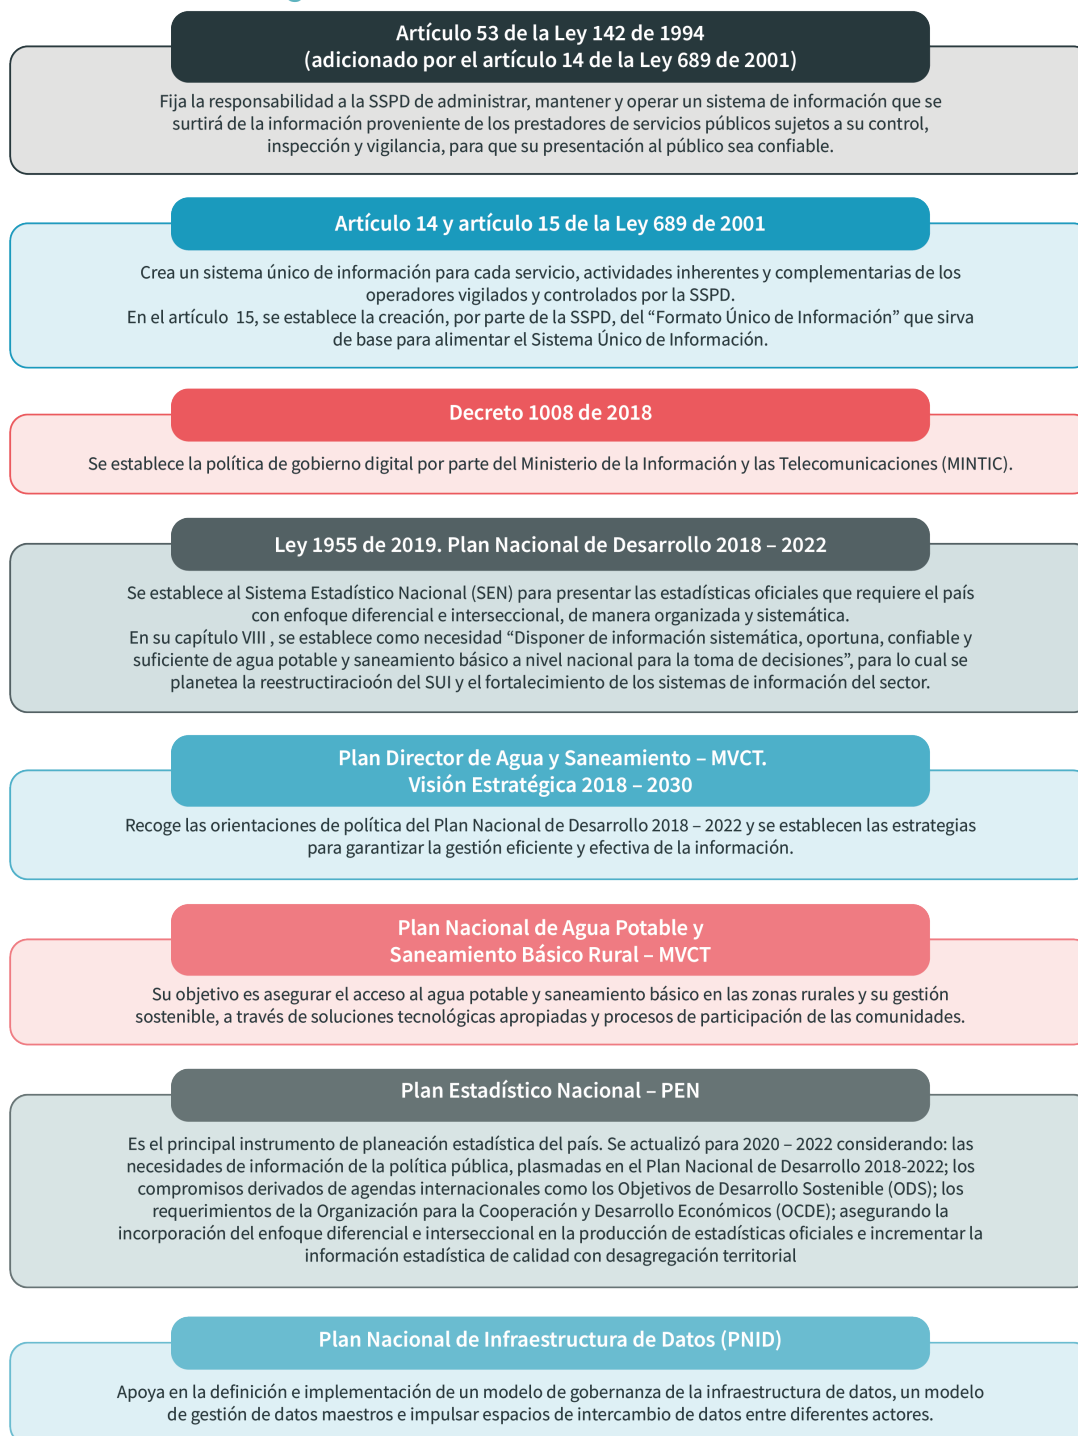 Artículo 53 de la Ley 142 de 1994
(adicionado por el artículo 14 de la Ley 689 de 2001)
Fija la responsabilidad a la SSPD de administrar, mantener y operar un sistema de información que se
surtirá de la información proveniente de los prestadores de servicios públicos sujetos a su control,
inspección y vigilancia, para que su presentación al público sea confiable.
Artículo 14 y artículo 15 de la Ley 689 de 2001
Crea un sistema único de información para cada servicio, actividades inherentes y complementarias de los
operadores vigilados y controlados por la SSPD.
En el artículo  15, se establece la creación, por parte de la SSPD, del “Formato Único de Información” que sirva
de base para alimentar el Sistema Único de Información.
Decreto 1008 de 2018
Se establece la política de gobierno digital por parte del Ministerio de la Información y las Telecomunicaciones (MINTIC).
Ley 1955 de 2019. Plan Nacional de Desarrollo 2018 – 2022
Se establece al Sistema Estadístico Nacional (SEN) para presentar las estadísticas oficiales que requiere el país
con enfoque diferencial e interseccional, de manera organizada y sistemática.
En su capítulo VIII , se establece como necesidad “Disponer de información sistemática, oportuna, confiable y
suficiente de agua potable y saneamiento básico a nivel nacional para la toma de decisiones”, para lo cual se
planetea la reestructiracioón del SUI y el fortalecimiento de los sistemas de información del sector.
Plan Director de Agua y Saneamiento – MVCT.
Visión Estratégica 2018 – 2030
Recoge las orientaciones de política del Plan Nacional de Desarrollo 2018 – 2022 y se establecen las estrategias
para garantizar la gestión eficiente y efectiva de la información.
Plan Nacional de Agua Potable y
Saneamiento Básico Rural – MVCT
Su objetivo es asegurar el acceso al agua potable y saneamiento básico en las zonas rurales y su gestión
sostenible, a través de soluciones tecnológicas apropiadas y procesos de participación de las comunidades.
Plan Estadístico Nacional – PEN
Es el principal instrumento de planeación estadística del país. Se actualizó para 2020 – 2022 considerando: las
necesidades de información de la política pública, plasmadas en el Plan Nacional de Desarrollo 2018-2022; los
compromisos derivados de agendas internacionales como los Objetivos de Desarrollo Sostenible (ODS); los
requerimientos de la Organización para la Cooperación y Desarrollo Económicos (OCDE); asegurando la
incorporación del enfoque diferencial e interseccional en la producción de estadísticas oficiales e incrementar la
información estadística de calidad con desagregación territorial
Plan Nacional de Infraestructura de Datos (PNID)
Apoya en la definición e implementación de un modelo de gobernanza de la infraestructura de datos, un modelo
de gestión de datos maestros e impulsar espacios de intercambio de datos entre diferentes actores.